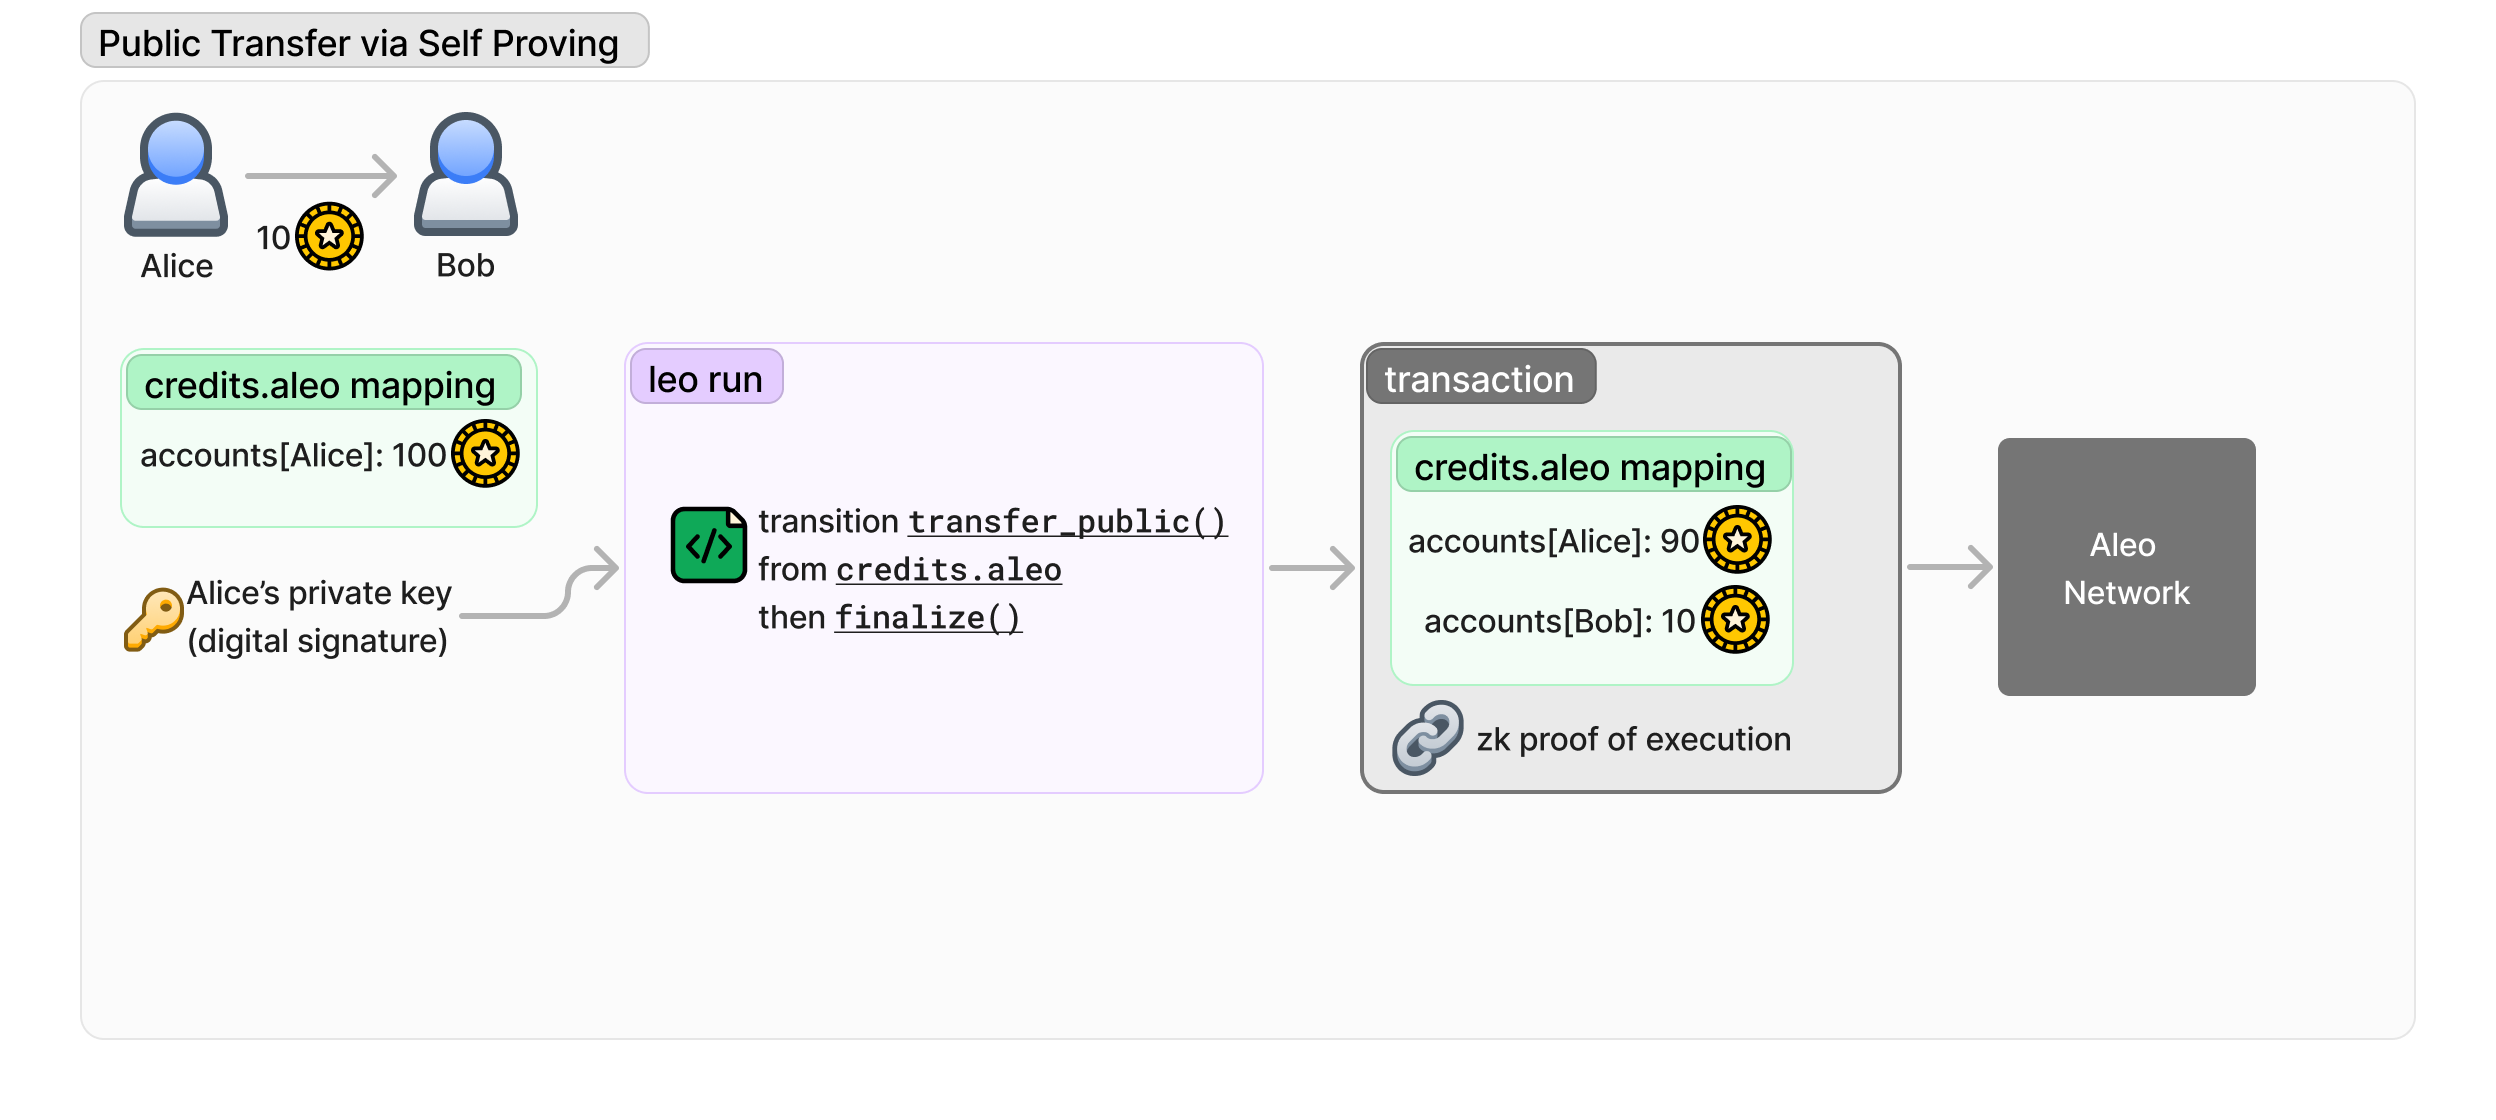 Public Transfer via Self Proving
10
Alice
Bob
credits.aleo mapping
accounts[Alice]: 100
Alice’s private key
(digital signature)
leo run
transition transfer_public()
from credits.aleo
then finalize()
transaction
credits.aleo mapping
accounts[Alice]: 90
accounts[Bob]: 10
zk proof of execution
Aleo
Network